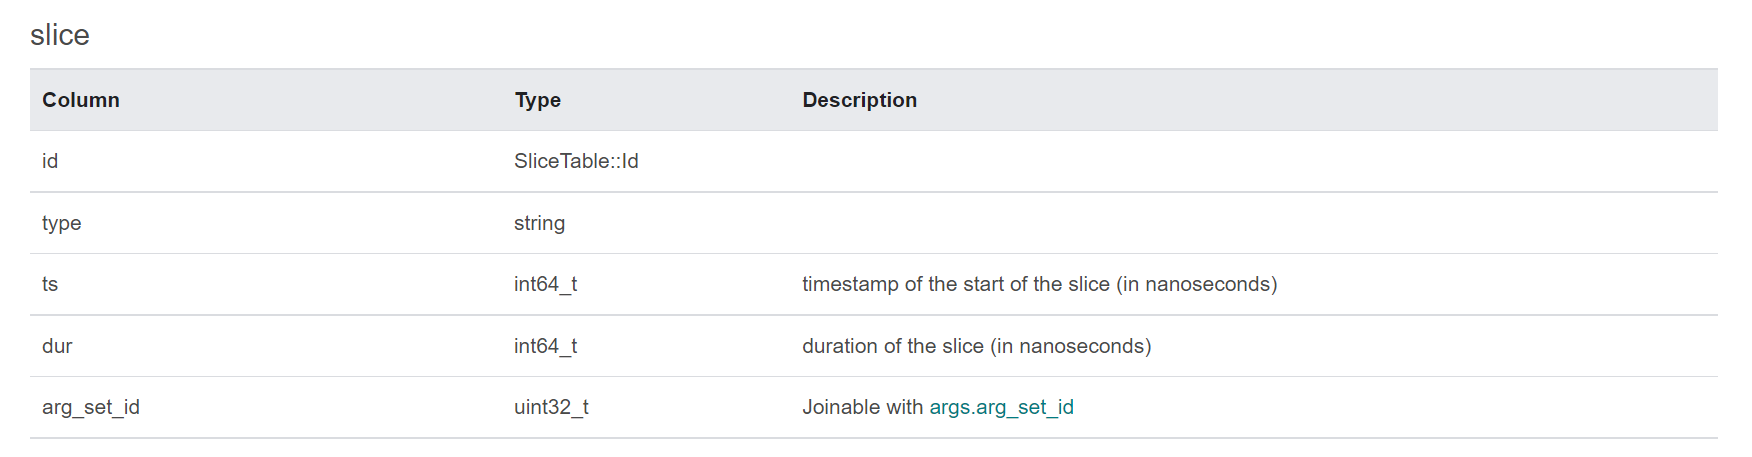 slice
Column Type Description
id SliceTable::Id
type string
ts int64_t timestamp of the start of the slice (in nanoseconds)
dur int64_t duration of the slice (in nanoseconds)
arg_set_id uint32_t Joinable with args.arg_set_id